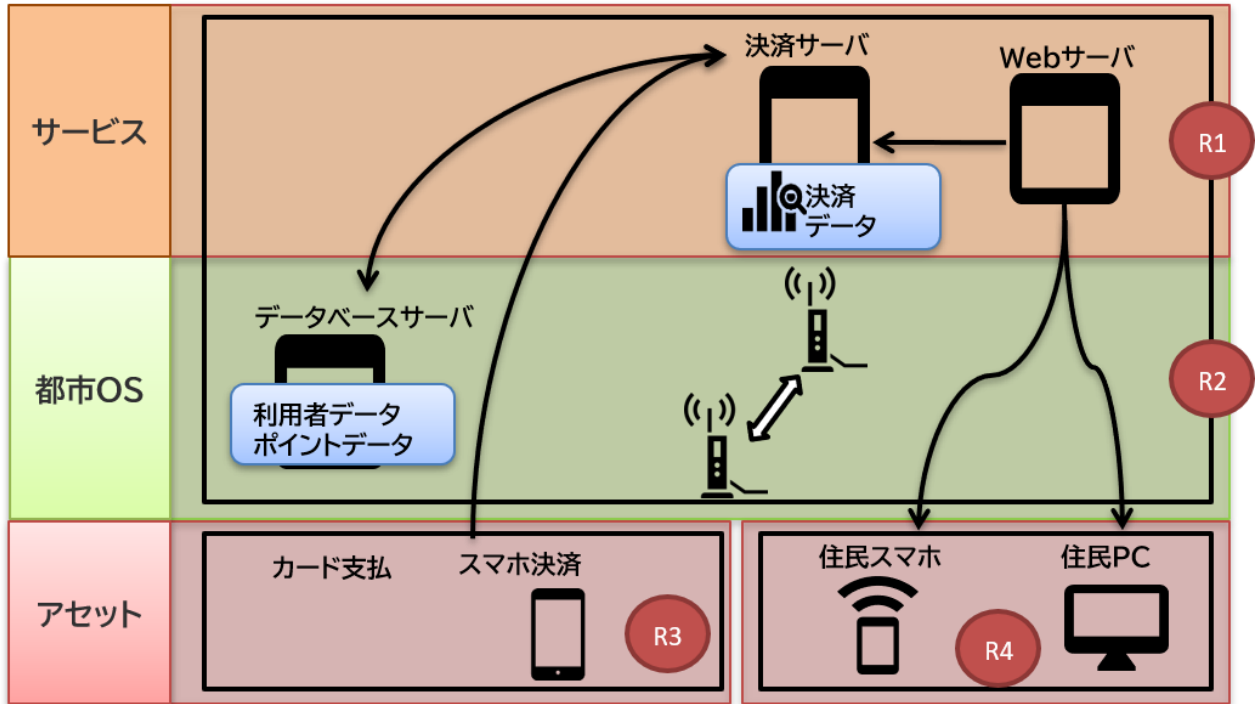 サービス
決済サーバ
Webサーバ
R1
決済
データ
都市OS
データベースサーバ
利用者データ
ポイントデータ
R2
アセット
カード支払
スマホ決済
R3
住民スマホ
住民PC
R4